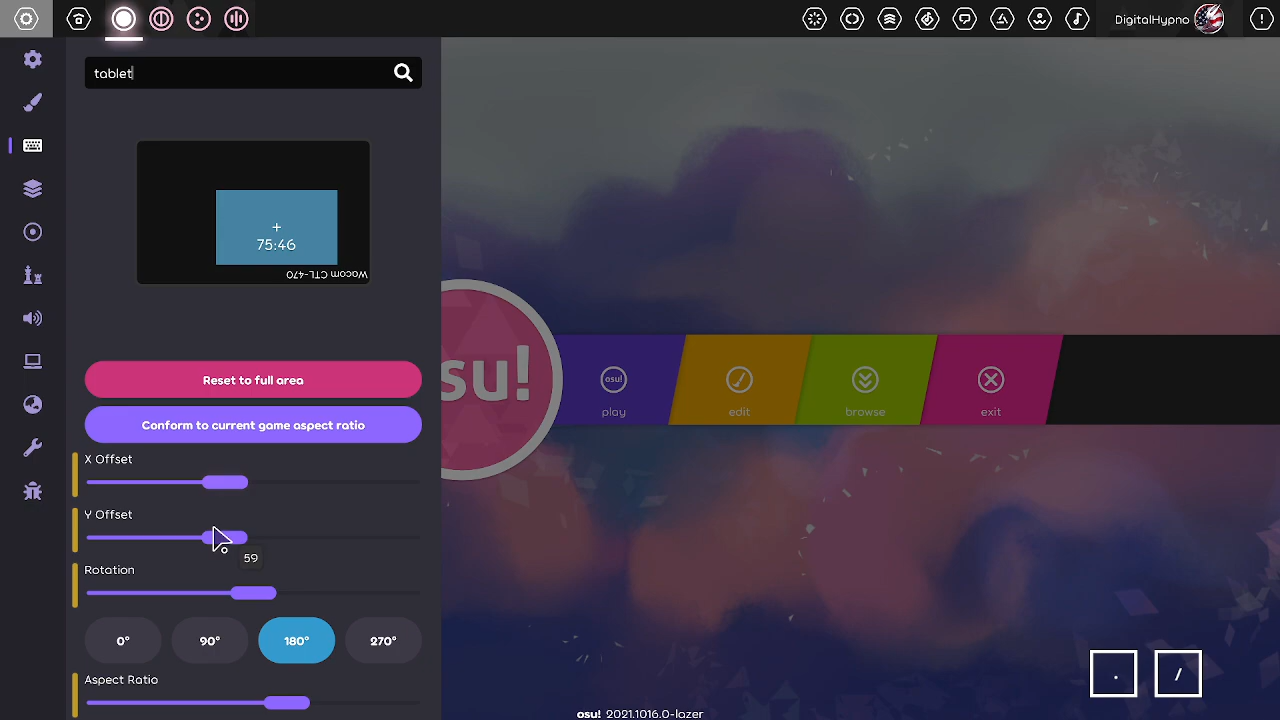 DigitalHypno
tablet
75:46
Wacom CTL-470
Reset to full area
Conform to current game aspect ratio
X Offset
Y Offset
59
Rotation
0°
90°
180°
270°
Aspect Ratio
su!
osu!
play
edit
browse
exit
.
/
osu! 2021.1016.0-lazer